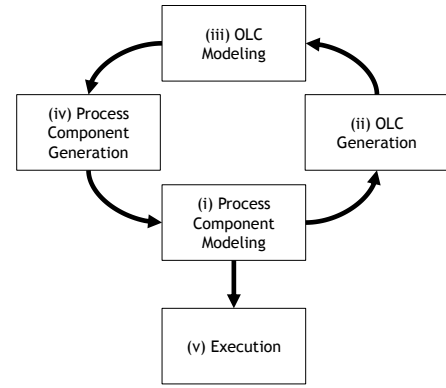 (iii) OLC
Modeling
(iv) Process
Component
Generation
(ii) OLC
Generation
(i) Process
Component
Modeling
(v) Execution